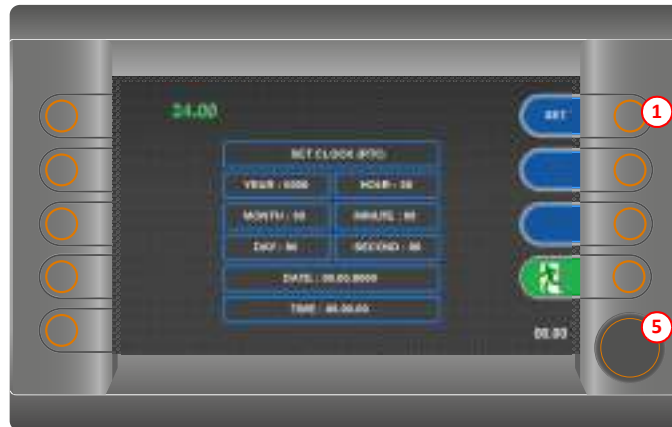 34.00
SET
1
SET CLOCK (RTC)
YEAR : 0000
HOUR : 00
MONTH : 00
MINUTE : 00
DAY : 00
SECOND : 00
DATE : 00.00.0000
TIME : 00.00.00
00.00
5